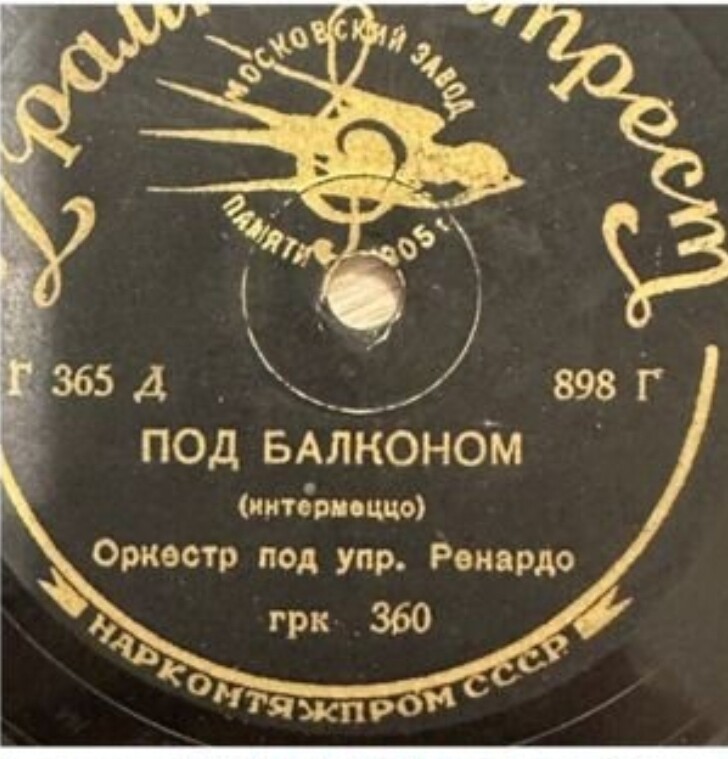 Грампластрест
МОСКОВСКИЙ ЗАВОД
ПАМЯТИ 1905 г.
Г 365 Д 898 Г
ПОД БАЛКОНОМ
(интермеццо)
Оркестр под упр. Ренардо
грк 360
НАРКОМТЯЖПРОМ СССР